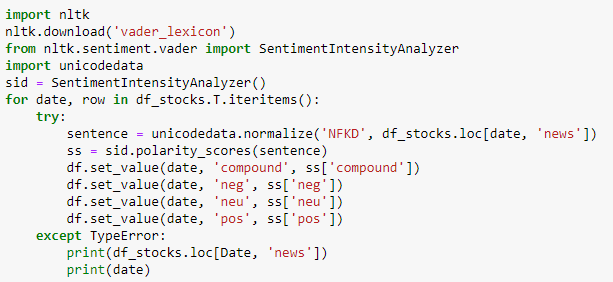 import nltk
nltk.download('vader_lexicon')
from nltk.sentiment.vader import SentimentIntensityAnalyzer
import unicodedata
sid = SentimentIntensityAnalyzer()
for date, row in df_stocks.T.iteritems():
    try:
        sentence = unicodedata.normalize('NFKD', df_stocks.loc[date, 'news'])
        ss = sid.polarity_scores(sentence)
        df.set_value(date, 'compound', ss['compound'])
        df.set_value(date, 'neg', ss['neg'])
        df.set_value(date, 'neu', ss['neu'])
        df.set_value(date, 'pos', ss['pos'])
    except TypeError:
        print(df_stocks.loc[Date, 'news'])
        print(date)